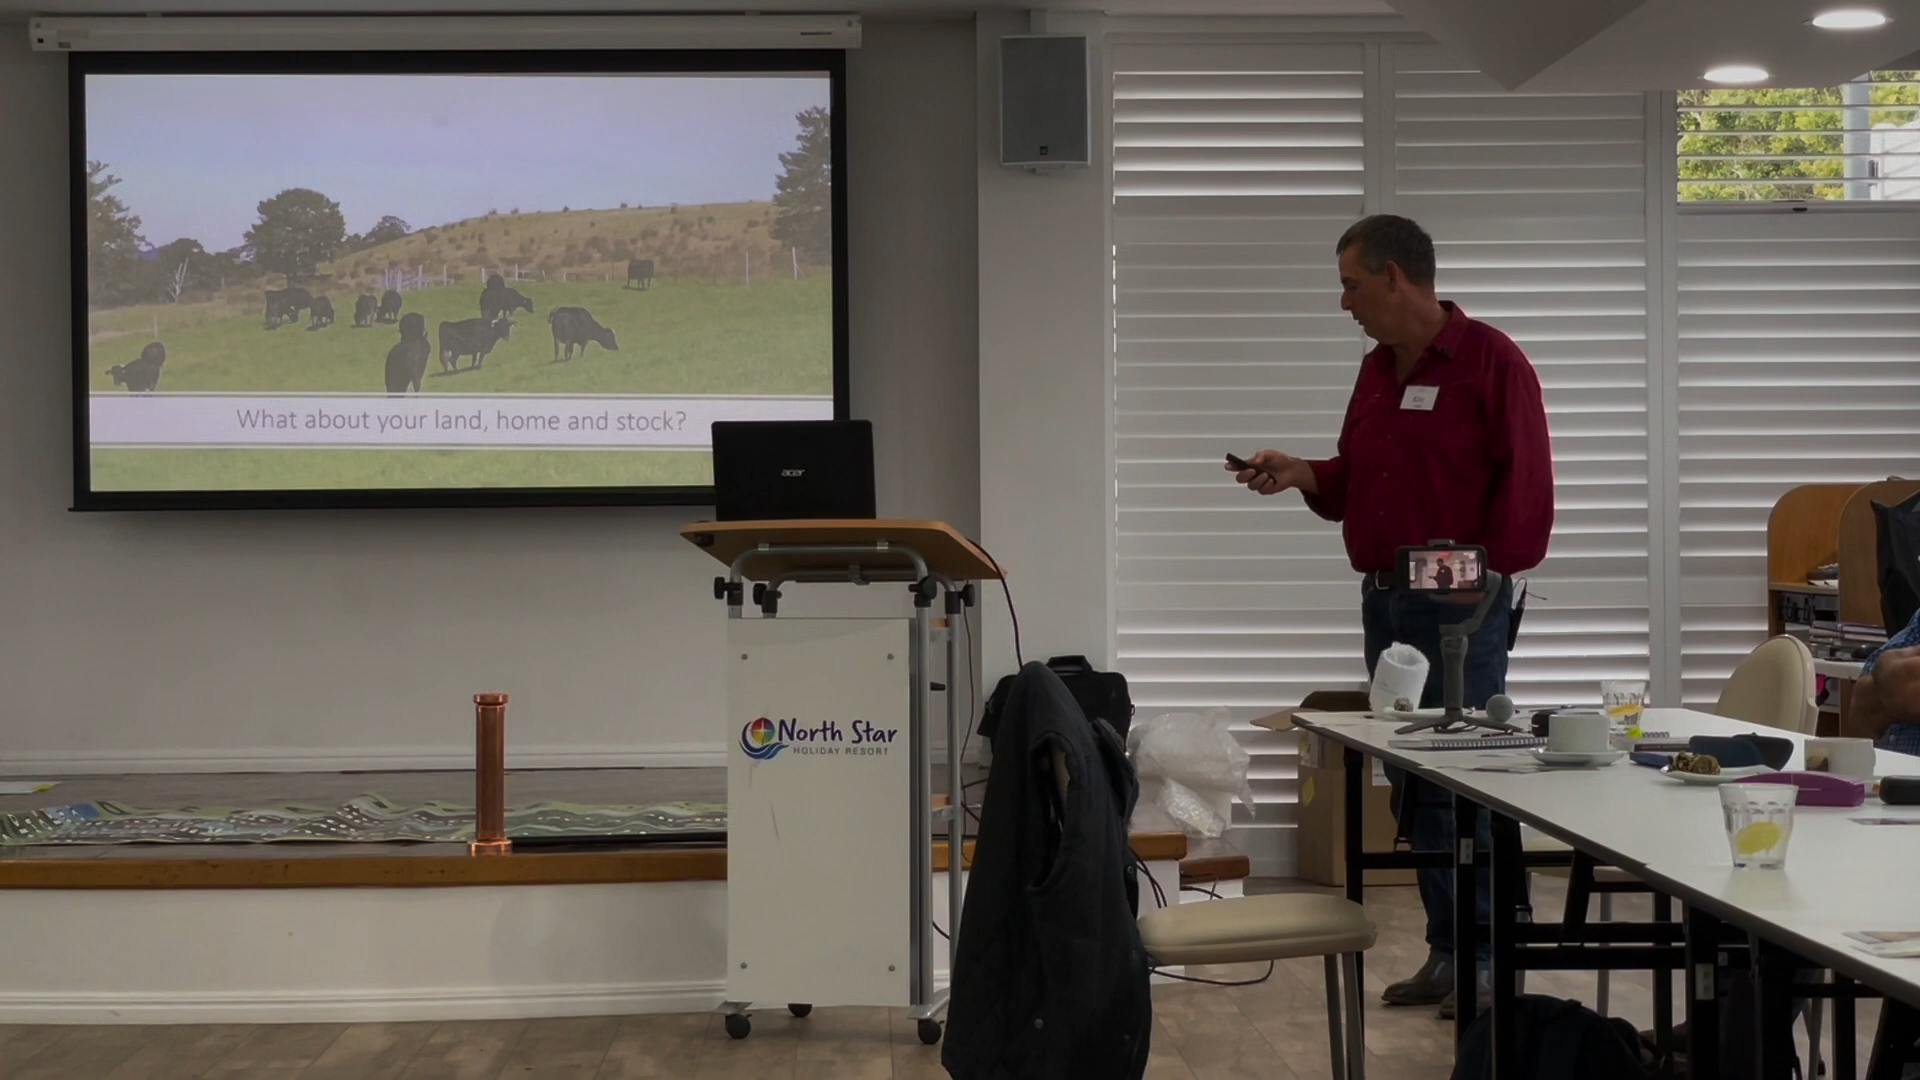 What about your land, home and stock?
acer
North Star
HOLIDAY RESORT